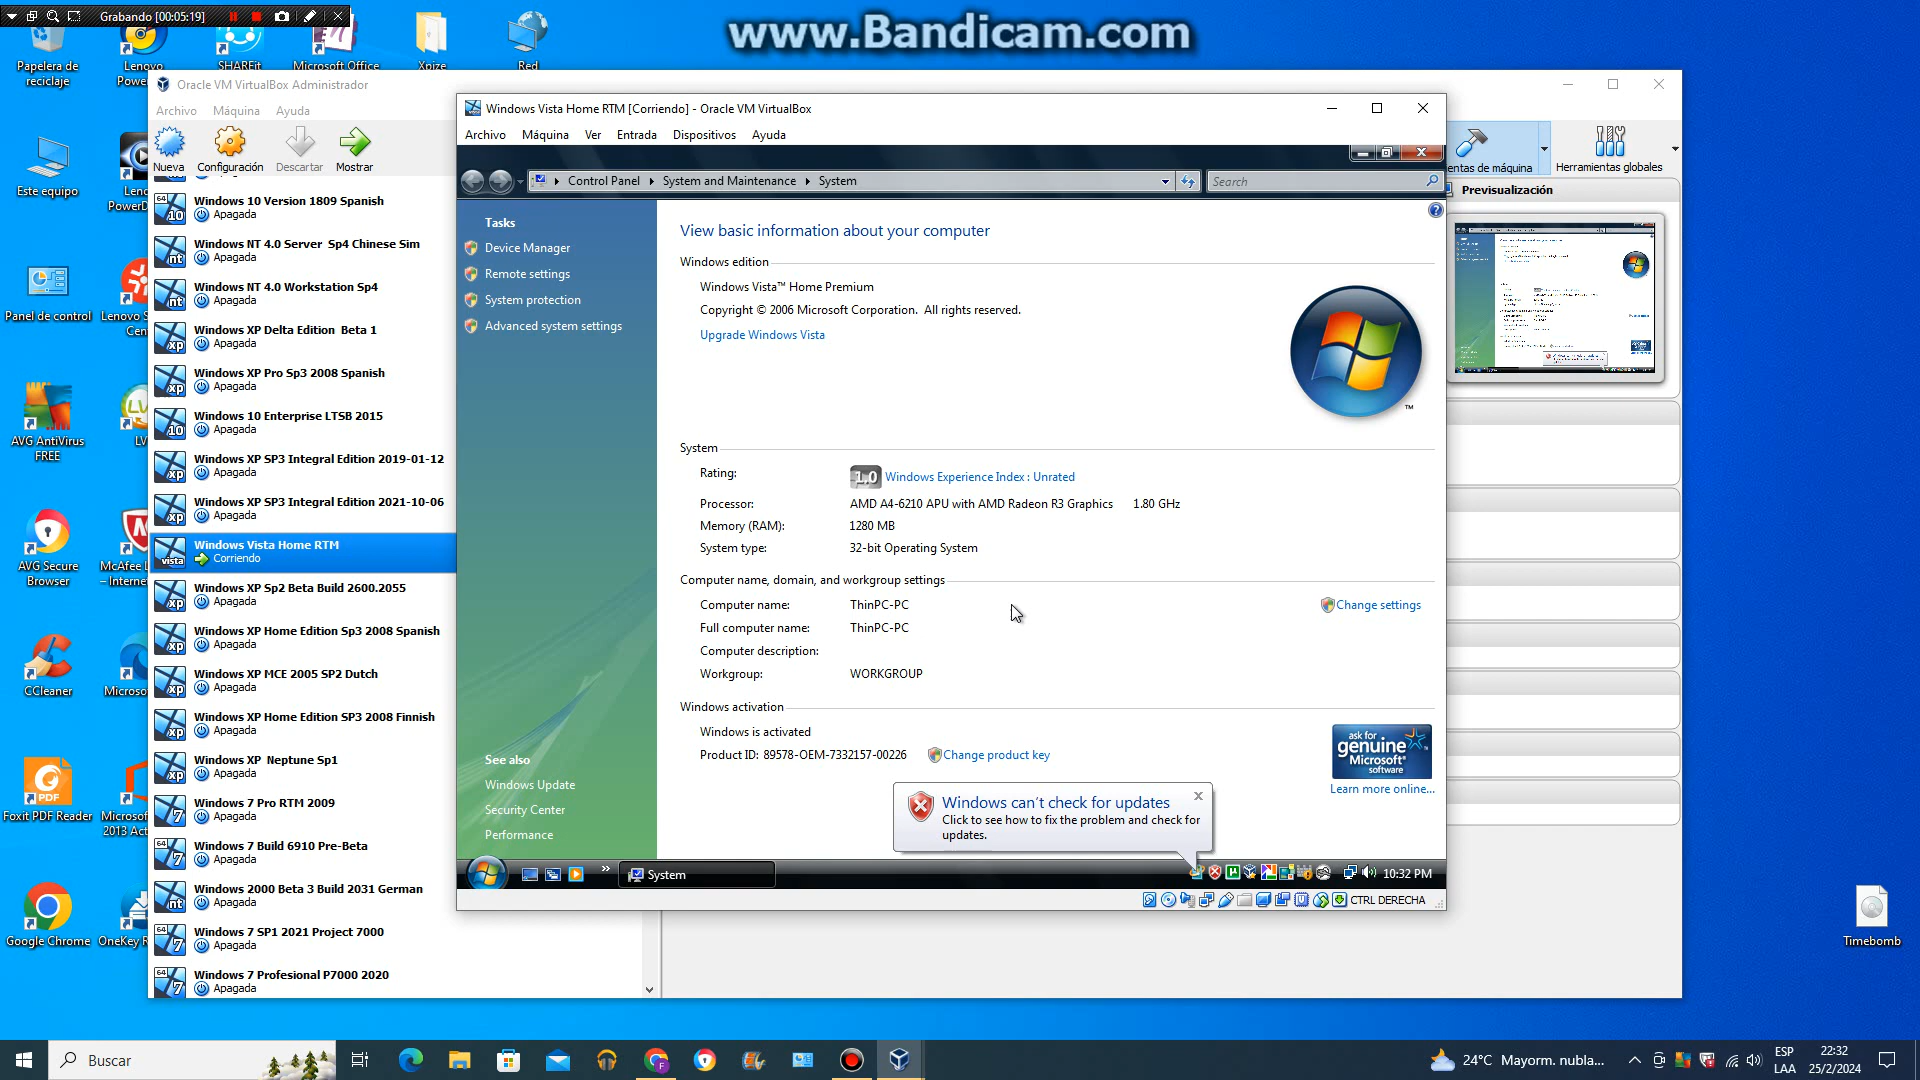 Grabando [00:05:19]
www.Bandicam.com
Papelera de
reciclaje
Lenovo
SHAREit
Microsoft Office
Xpize
Red
Este equipo
Panel de control
AVG AntiVirus
FREE
AVG Secure
Browser
CCleaner
Foxit PDF Reader
Google Chrome
Timebomb
Oracle VM VirtualBox Administrador
Archivo Máquina Ayuda
Nueva Configuración Descartar Mostrar
Windows 10 Version 1809 Spanish
Apagada
Windows NT 4.0 Server Sp4 Chinese Sim
Apagada
Windows NT 4.0 Workstation Sp4
Apagada
Windows XP Delta Edition Beta 1
Apagada
Windows XP Pro Sp3 2008 Spanish
Apagada
Windows 10 Enterprise LTSB 2015
Apagada
Windows XP SP3 Integral Edition 2019-01-12
Apagada
Windows XP SP3 Integral Edition 2021-10-06
Apagada
Windows Vista Home RTM
Corriendo
Windows XP Sp2 Beta Build 2600.2055
Apagada
Windows XP Home Edition Sp3 2008 Spanish
Apagada
Windows XP MCE 2005 SP2 Dutch
Apagada
Windows XP Home Edition SP3 2008 Finnish
Apagada
Windows XP Neptune Sp1
Apagada
Windows 7 Pro RTM 2009
Apagada
Windows 7 Build 6910 Pre-Beta
Apagada
Windows 2000 Beta 3 Build 2031 German
Apagada
Windows 7 SP1 2021 Project 7000
Apagada
Windows 7 Profesional P7000 2020
Apagada
de máquina Herramientas globales
Previsualización
Windows Vista Home RTM [Corriendo] - Oracle VM VirtualBox
Archivo Máquina Ver Entrada Dispositivos Ayuda
Control Panel System and Maintenance System
Search
Tasks
Device Manager
Remote settings
System protection
Advanced system settings
See also
Windows Update
Security Center
Performance
View basic information about your computer
Windows edition
Windows Vista™ Home Premium
Copyright © 2006 Microsoft Corporation. All rights reserved.
Upgrade Windows Vista
System
Rating: 1.0 Windows Experience Index : Unrated
Processor: AMD A4-6210 APU with AMD Radeon R3 Graphics 1.80 GHz
Memory (RAM): 1280 MB
System type: 32-bit Operating System
Computer name, domain, and workgroup settings
Computer name: ThinPC-PC Change settings
Full computer name: ThinPC-PC
Computer description:
Workgroup: WORKGROUP
Windows activation
Windows is activated
Product ID: 89578-OEM-7332157-00226 Change product key
ask for
genuine
Microsoft
software
Learn more online...
Windows can't check for updates
Click to see how to fix the problem and check for
updates.
System
10:32 PM
CTRL DERECHA
Buscar
24°C Mayorm. nubla...
ESP
LAA
22:32
25/2/2024